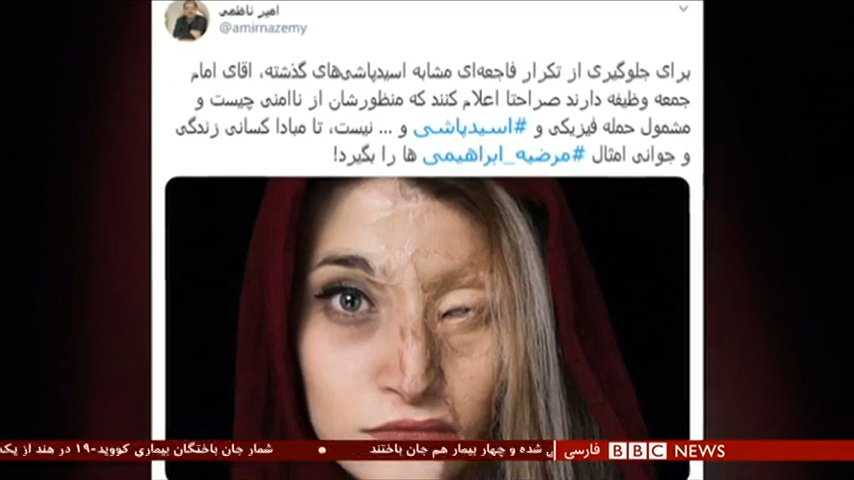 امیر ناظمی
@amirnazemy
برای جلوگیری از تکرار فاجعه‌ای مشابه اسیدپاشی‌های گذشته، اقای امام
جمعه وظیفه دارند صراحتا اعلام کنند که منظورشان از ناامنی چیست و
مشمول حمله فیزیکی و #اسیدپاشی و ... نیست، تا مبادا کسانی زندگی
و جوانی امثال #مرضیه_ابراهیمی ها را بگیرد!
BBC NEWS فارسی
شده و چهار بیمار هم جان باختند • شمار جان باختگان بیماری کووید-۱۹ در هند از یک